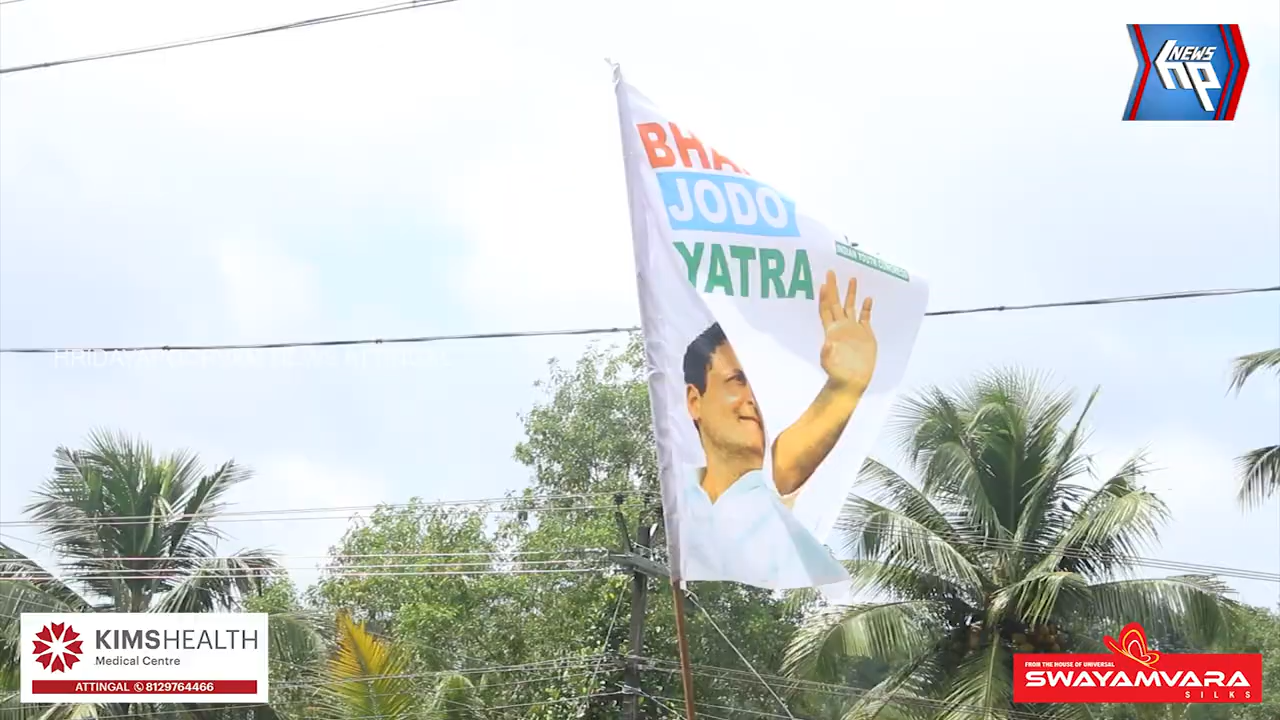 NEWS
hp
BHA
JODO
YATRA
INDIAN YOUTH CONGRESS
KIMSHEALTH
Medical Centre
ATTINGAL 8129764466
FROM THE HOUSE OF UNIVERSAL
SWAYAMVARA
SILKS